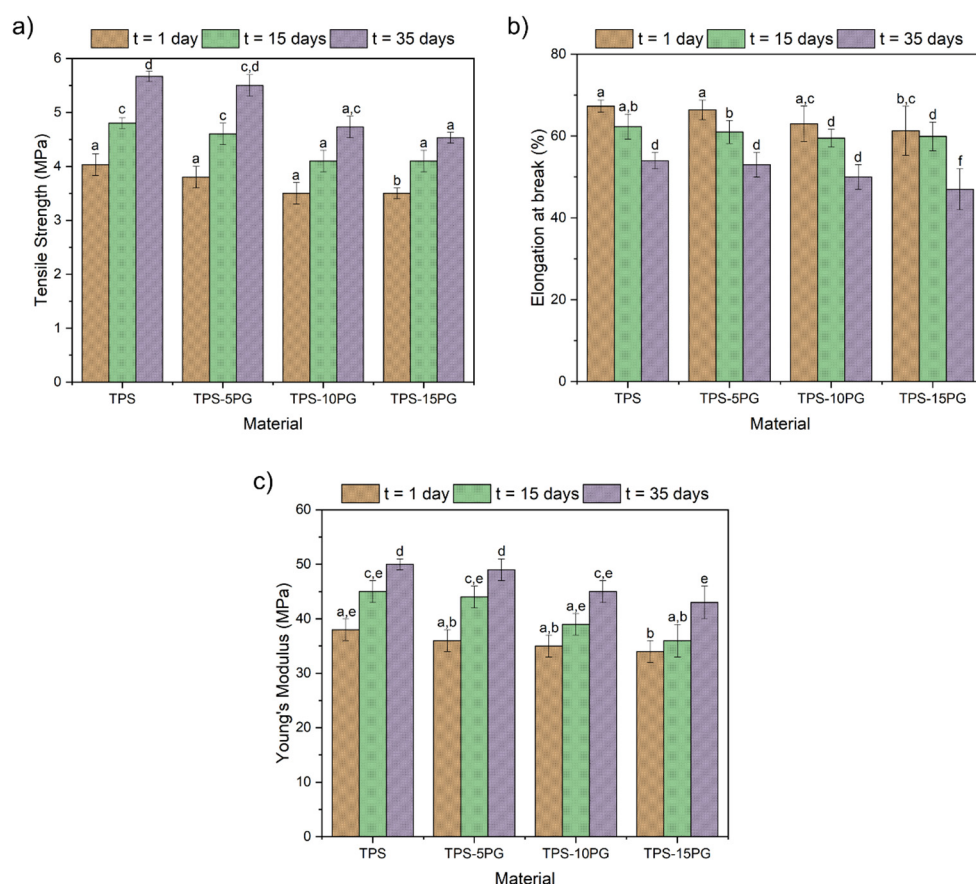 a)
t = 1 day t = 15 days t = 35 days
6
5
4
3
2
1
0
Tensile Strength (MPa)
a c d
a c c,d
a a a,c
b a a
TPS TPS-5PG TPS-10PG TPS-15PG
Material
b)
t = 1 day t = 15 days t = 35 days
80
60
40
20
0
Elongation at break (%)
a a,b d
a b d
a,c d d
b,c d f
TPS TPS-5PG TPS-10PG TPS-15PG
Material
c)
t = 1 day t = 15 days t = 35 days
60
50
40
30
20
10
0
Young's Modulus (MPa)
a,e c,e d
a,b c,e d
a,b a,e c,e
b a,b e
TPS TPS-5PG TPS-10PG TPS-15PG
Material